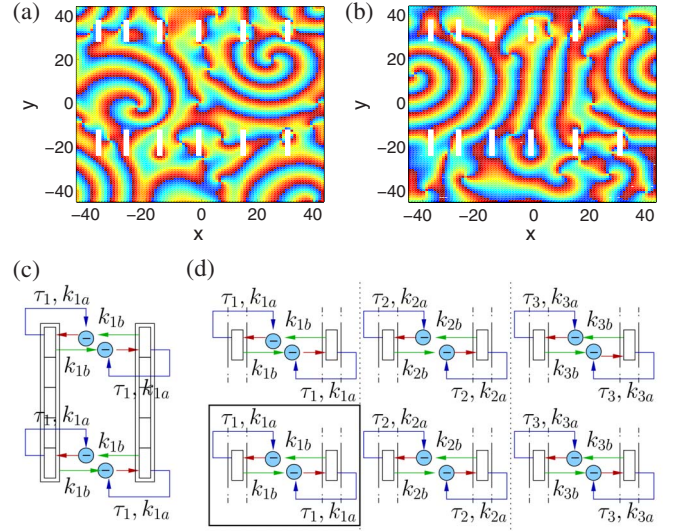 (a)
(b)
40
20
0
−20
−40
y
−40 −20 0 20 40
x
40
20
0
−20
−40
y
−40 −20 0 20 40
x
(c)
τ1, k1a
k1b
k1b
τ1, k1a
τ1, k1a
k1b
k1b
τ1, k1a
(d)
τ1, k1a τ2, k2a τ3, k3a
k1b k2b k3b
k1b k2b k3b
τ1, k1a τ2, k2a τ3, k3a
τ1, k1a τ2, k2a τ3, k3a
k1b k2b k3b
k1b k2b k3b
τ1, k1a τ2, k2a τ3, k3a